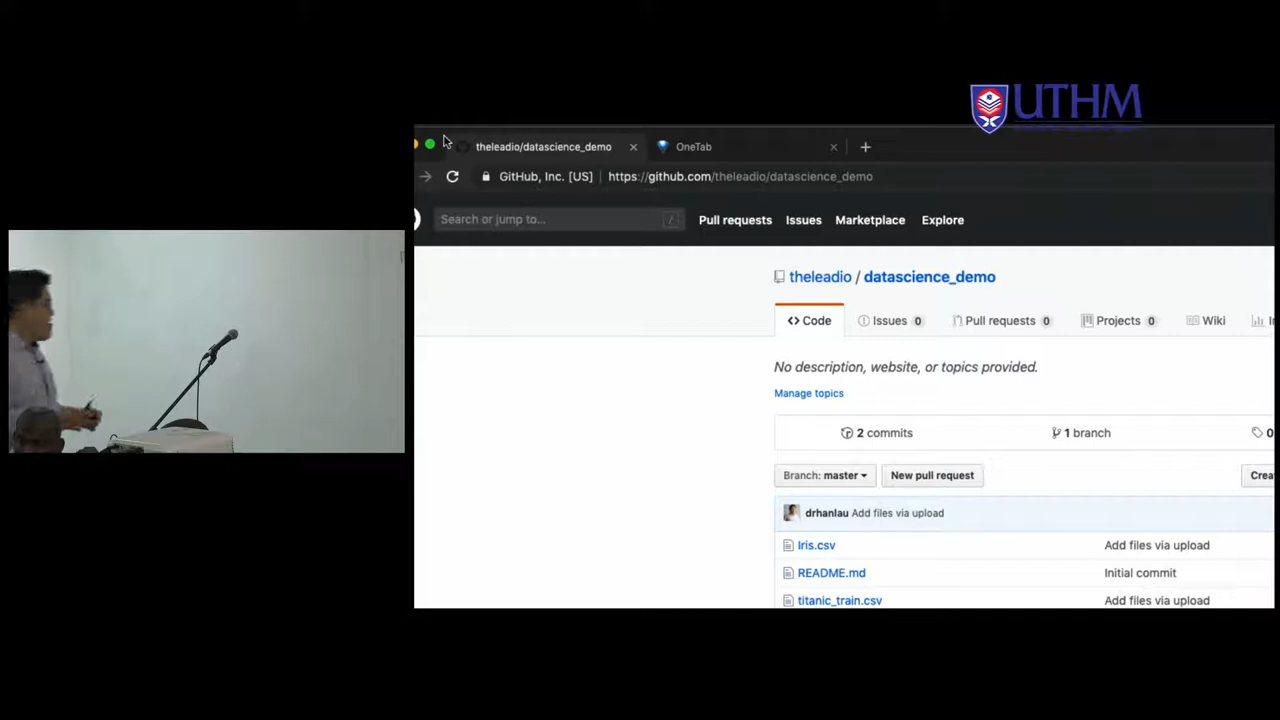 UTHM
theleadio/datascience_demo
OneTab
GitHub, Inc. [US] https://github.com/theleadio/datascience_demo
Search or jump to... /
Pull requests Issues Marketplace Explore
theleadio / datascience_demo
<> Code Issues 0 Pull requests 0 Projects 0 Wiki
No description, website, or topics provided.
Manage topics
2 commits 1 branch 0
Branch: master New pull request Crea
drhanlau Add files via upload
Iris.csv Add files via upload
README.md Initial commit
titanic_train.csv Add files via upload